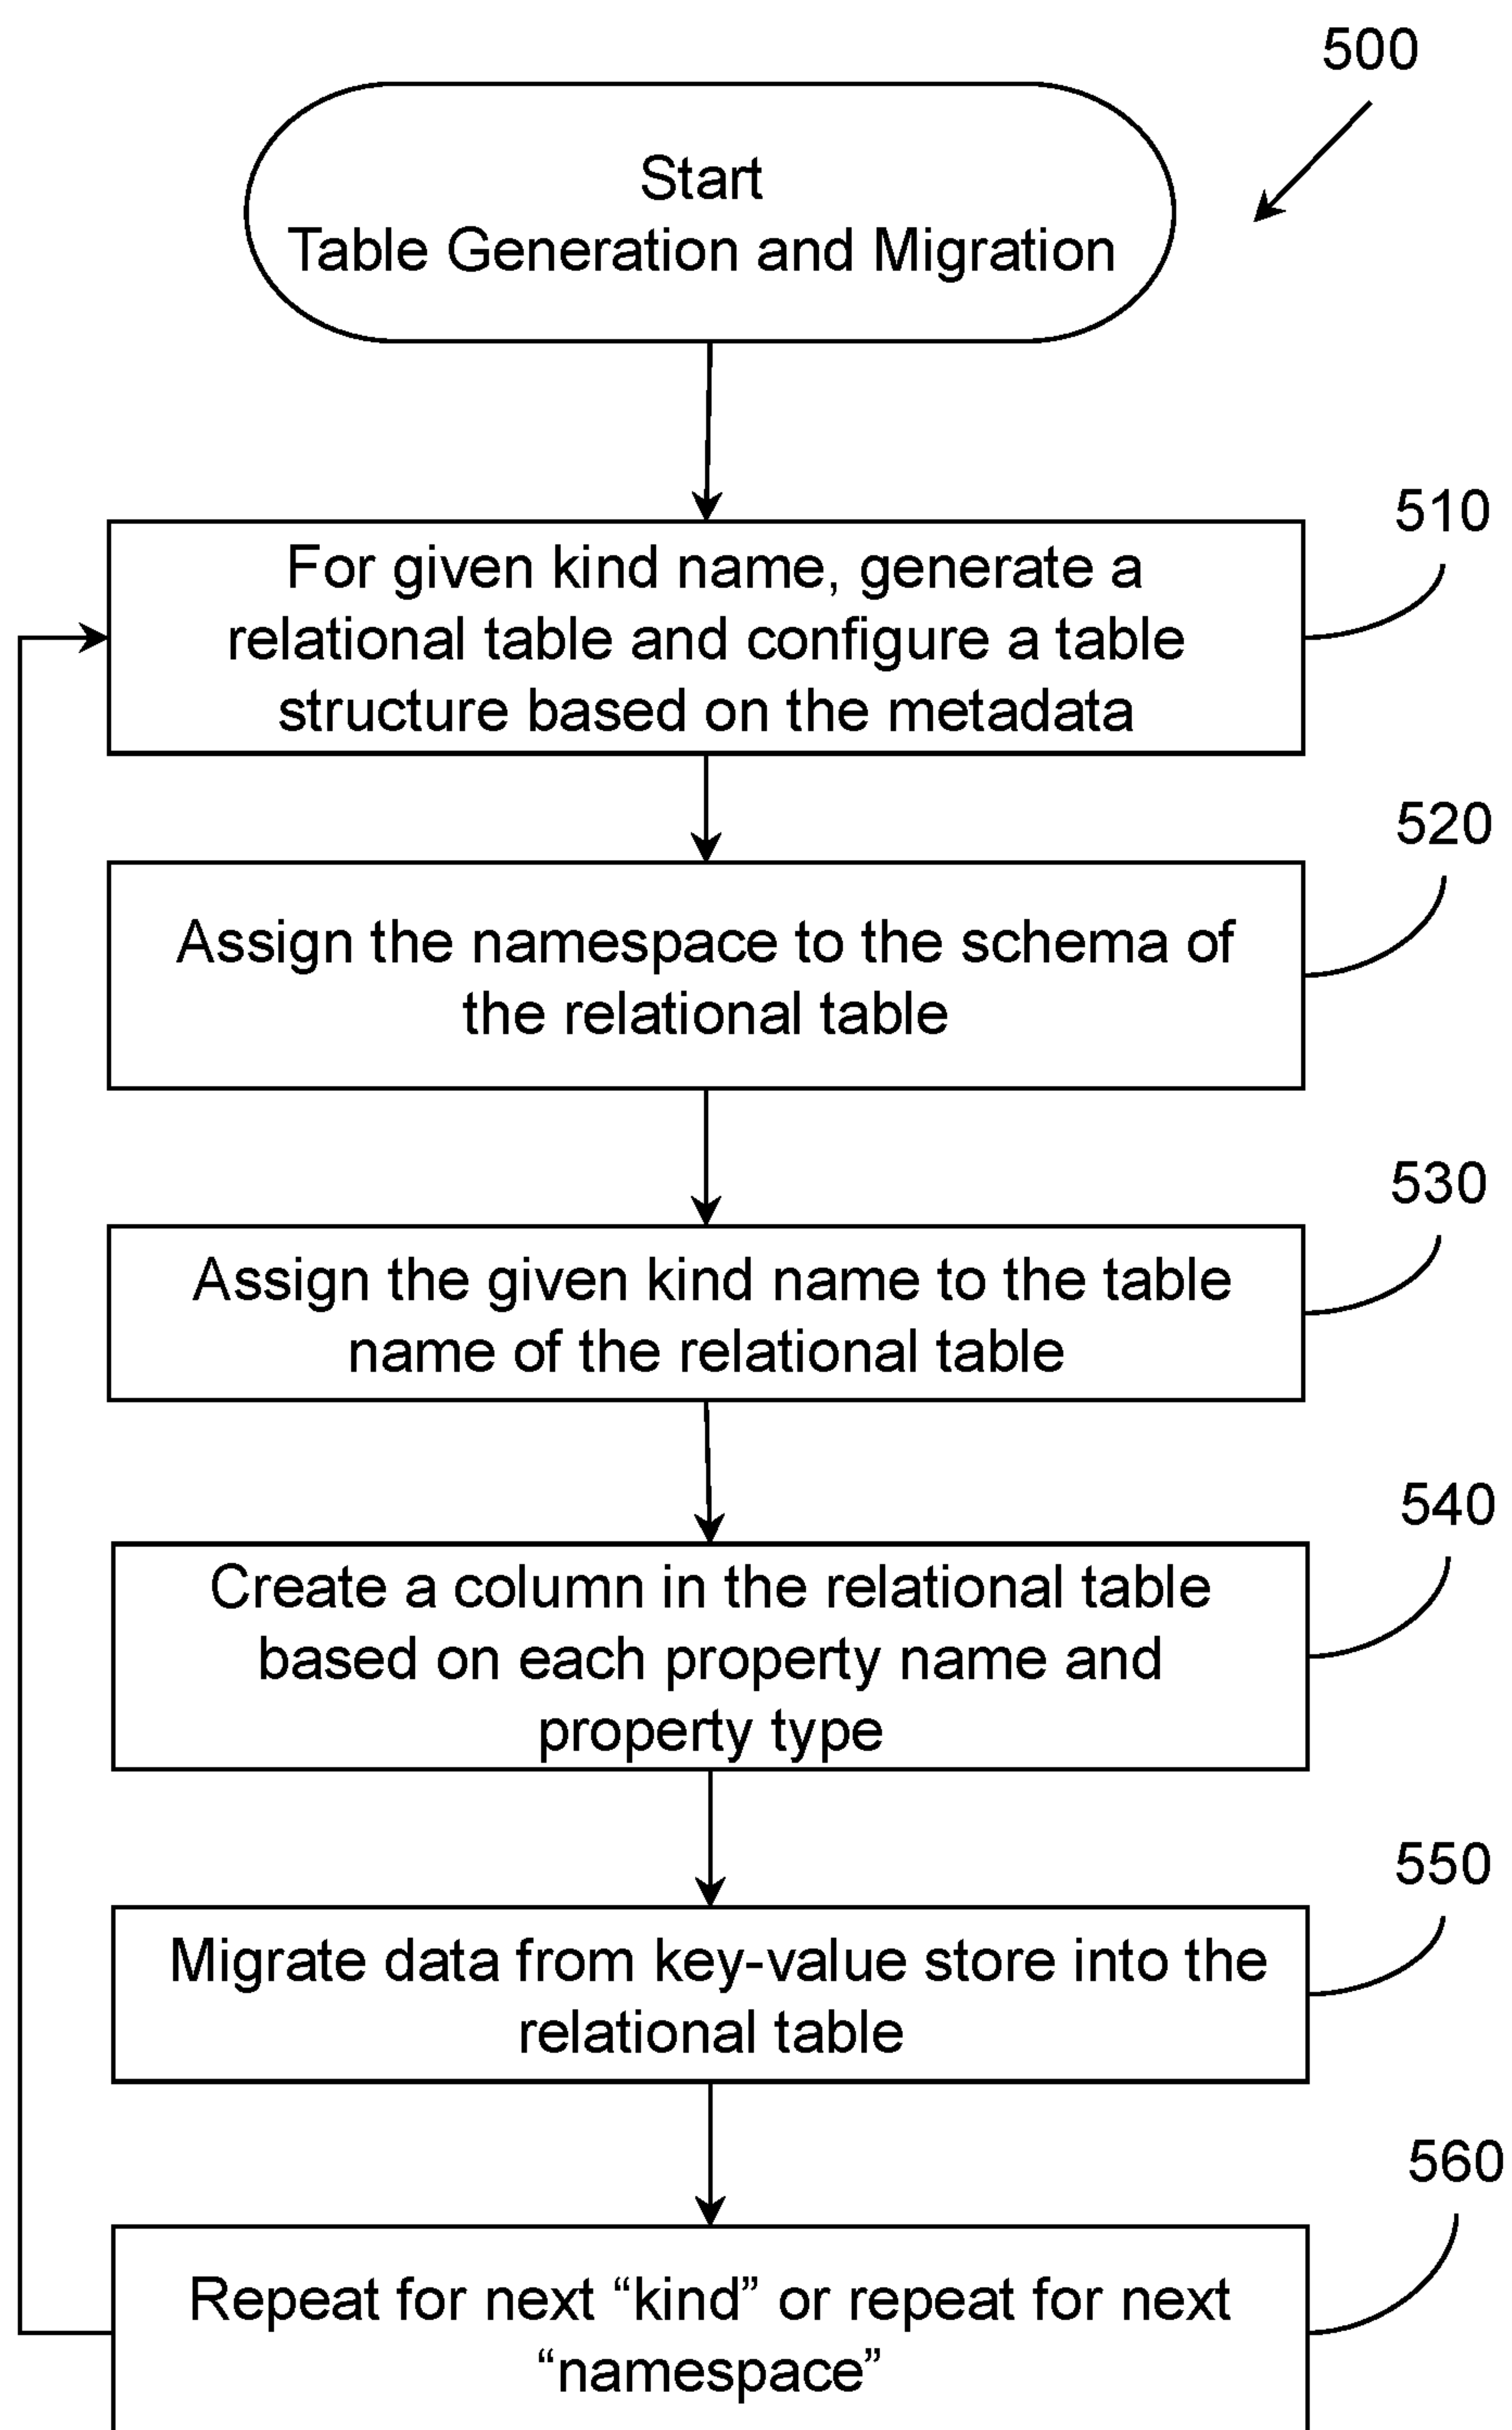 500
Start
Table Generation and Migration
510
For given kind name, generate a
relational table and configure a table
structure based on the metadata
520
Assign the namespace to the schema of
the relational table
530
Assign the given kind name to the table
name of the relational table
540
Create a column in the relational table
based on each property name and
property type
550
Migrate data from key-value store into the
relational table
560
Repeat for next “kind” or repeat for next
“namespace”